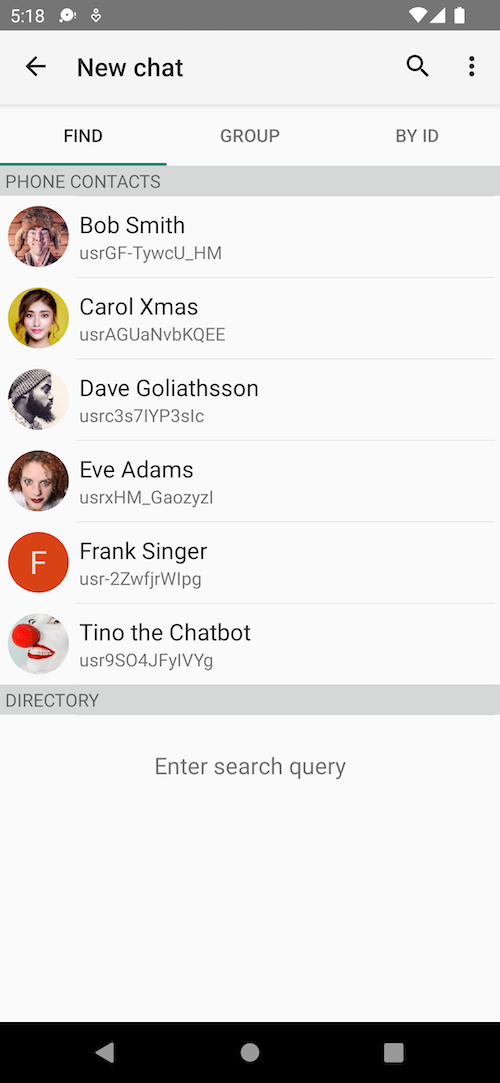 5:18
New chat
FIND GROUP BY ID
PHONE CONTACTS
Bob Smith
usrGF-TywcU_HM
Carol Xmas
usrAGUaNvbKQEE
Dave Goliathsson
usrc3s7IYP3sIc
Eve Adams
usrxHM_GaozyzI
F
Frank Singer
usr-2ZwfjrWIpg
Tino the Chatbot
usr9SO4JFyIVYg
DIRECTORY
Enter search query